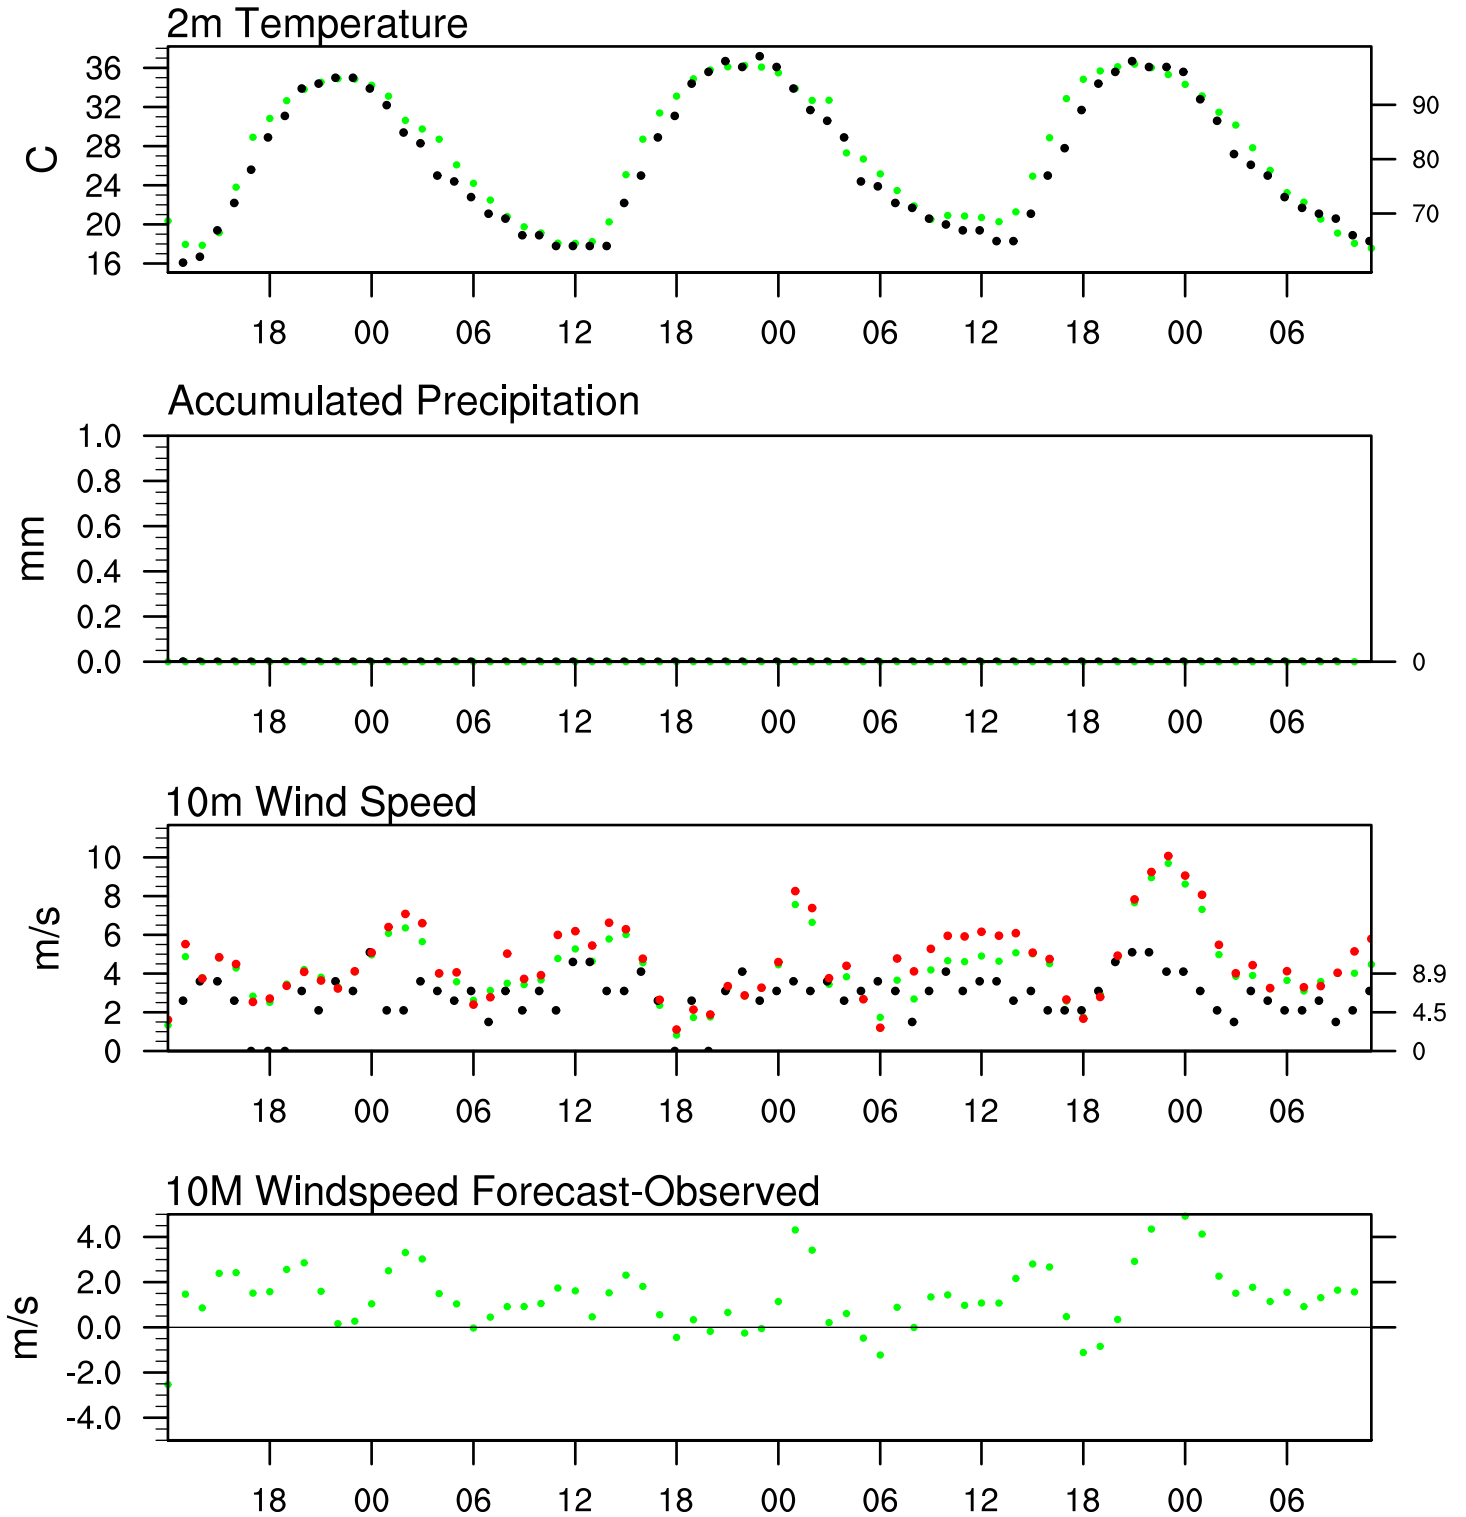 2m Temperature
C
36
32
28
24
20
16
90
80
70
18 00 06 12 18 00 06 12 18 00 06
Accumulated Precipitation
mm
1.0
0.8
0.6
0.4
0.2
0.0
0
18 00 06 12 18 00 06 12 18 00 06
10m Wind Speed
m/s
10
8
6
4
2
0
8.9
4.5
0
18 00 06 12 18 00 06 12 18 00 06
10M Windspeed Forecast-Observed
m/s
4.0
2.0
0.0
-2.0
-4.0
18 00 06 12 18 00 06 12 18 00 06